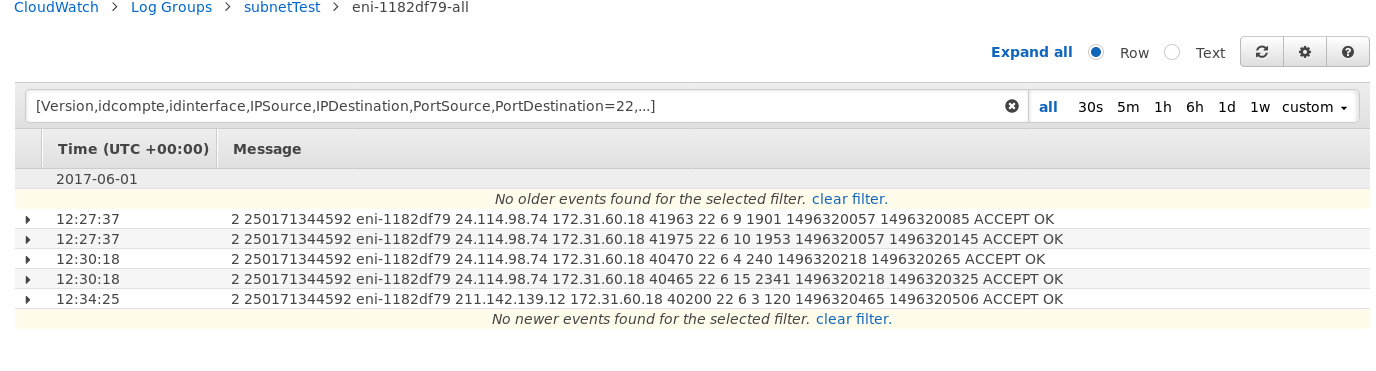 CloudWatch > Log Groups > subnetTest > eni-1182df79-all
Expand all Row Text
[Version,idcompte,idinterface,IPSource,IPDestination,PortSource,PortDestination=22,...] all 30s 5m 1h 6h 1d 1w custom
Time (UTC +00:00) Message
2017-06-01
No older events found for the selected filter. clear filter.
12:27:37 2 250171344592 eni-1182df79 24.114.98.74 172.31.60.18 41963 22 6 9 1901 1496320057 1496320085 ACCEPT OK
12:27:37 2 250171344592 eni-1182df79 24.114.98.74 172.31.60.18 41975 22 6 10 1953 1496320057 1496320145 ACCEPT OK
12:30:18 2 250171344592 eni-1182df79 24.114.98.74 172.31.60.18 40470 22 6 4 240 1496320218 1496320265 ACCEPT OK
12:30:18 2 250171344592 eni-1182df79 24.114.98.74 172.31.60.18 40465 22 6 15 2341 1496320218 1496320325 ACCEPT OK
12:34:25 2 250171344592 eni-1182df79 211.142.139.12 172.31.60.18 40200 22 6 3 120 1496320465 1496320506 ACCEPT OK
No newer events found for the selected filter. clear filter.